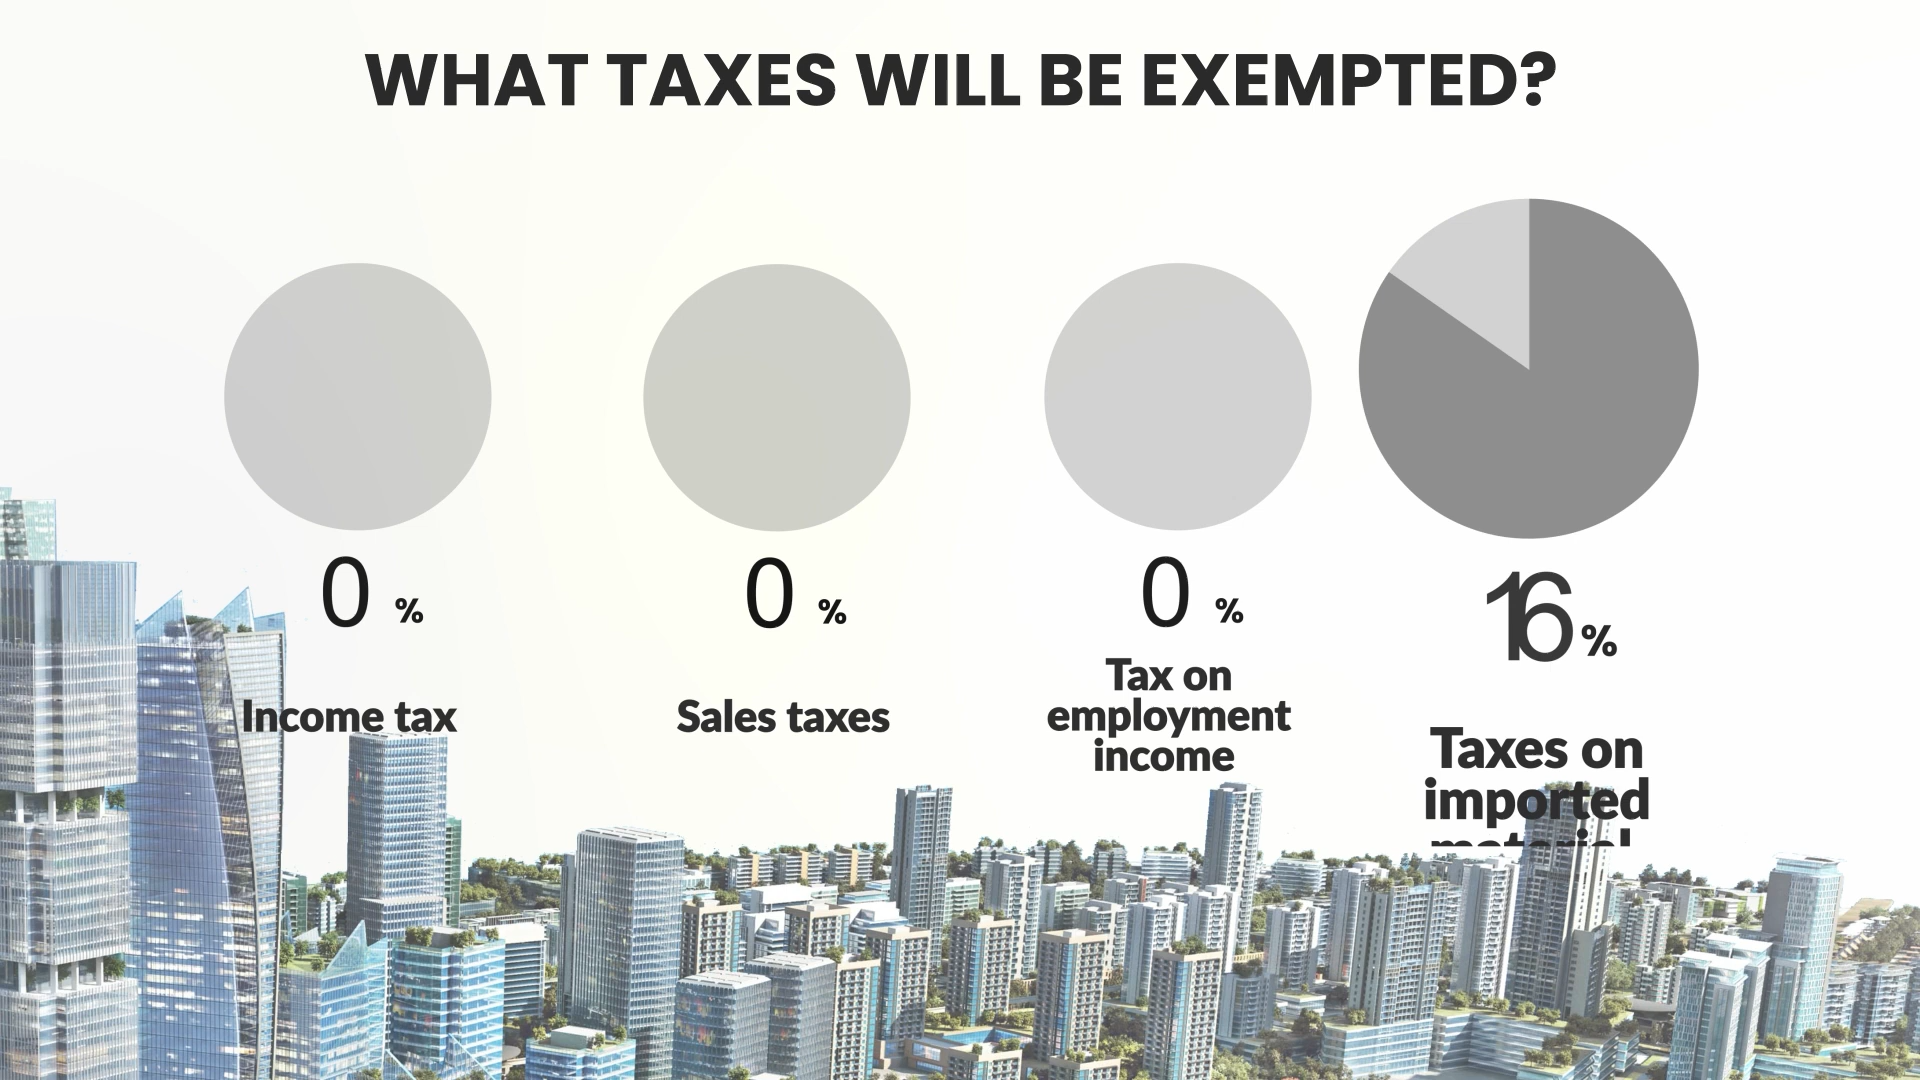 WHAT TAXES WILL BE EXEMPTED?
0 %
0 %
0 %
16 %
Income tax
Sales taxes
Tax on
employment
income
Taxes on
imported
material